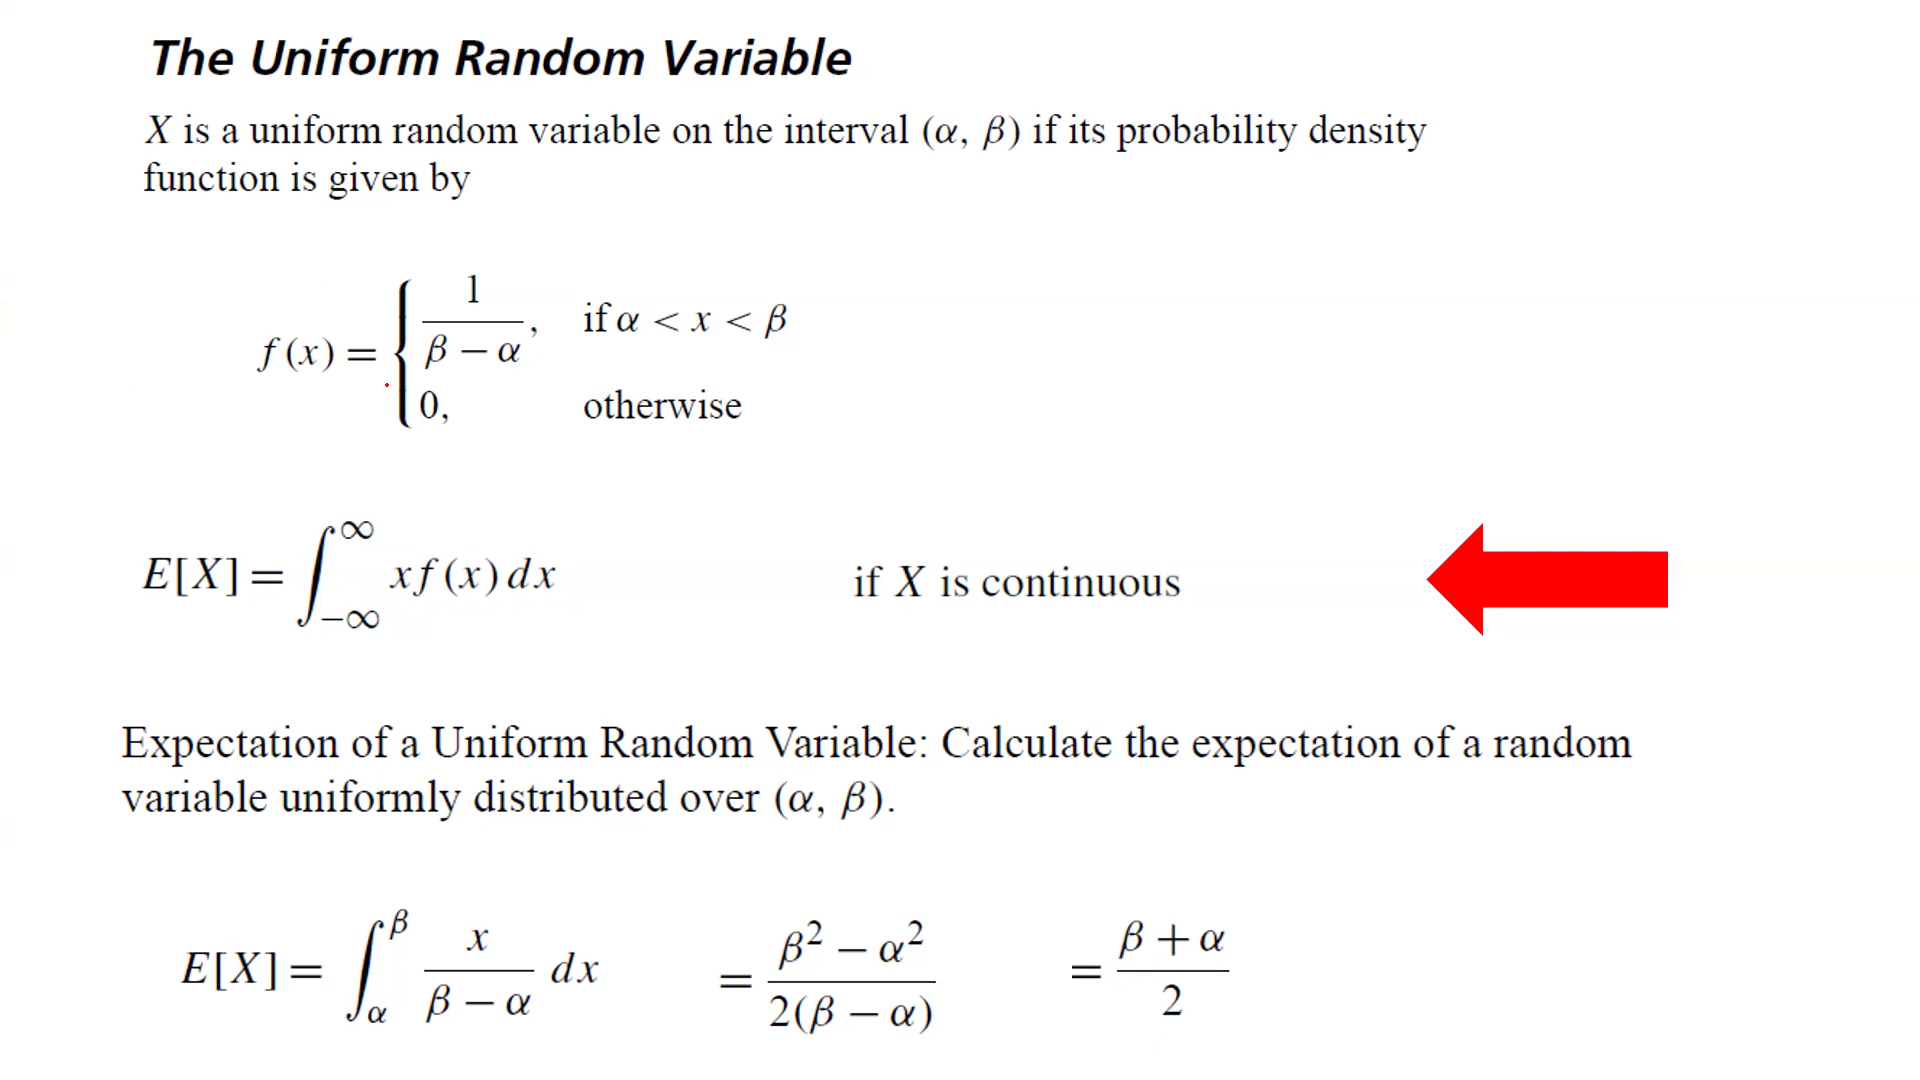 The Uniform Random Variable
X is a uniform random variable on the interval (α, β) if its probability density
function is given by
f(x) = { 1/(β − α), if α < x < β
0, otherwise
E[X] = ∫_{−∞}^{∞} x f(x) dx if X is continuous
Expectation of a Uniform Random Variable: Calculate the expectation of a random
variable uniformly distributed over (α, β).
E[X] = ∫_α^β x/(β − α) dx = (β² − α²)/(2(β − α)) = (β + α)/2